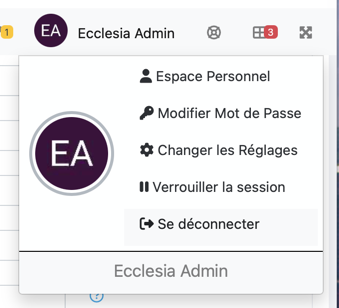 1
EA
Ecclesia Admin
3
Espace Personnel
Modifier Mot de Passe
EA
Changer les Réglages
Verrouiller la session
Se déconnecter
Ecclesia Admin
?